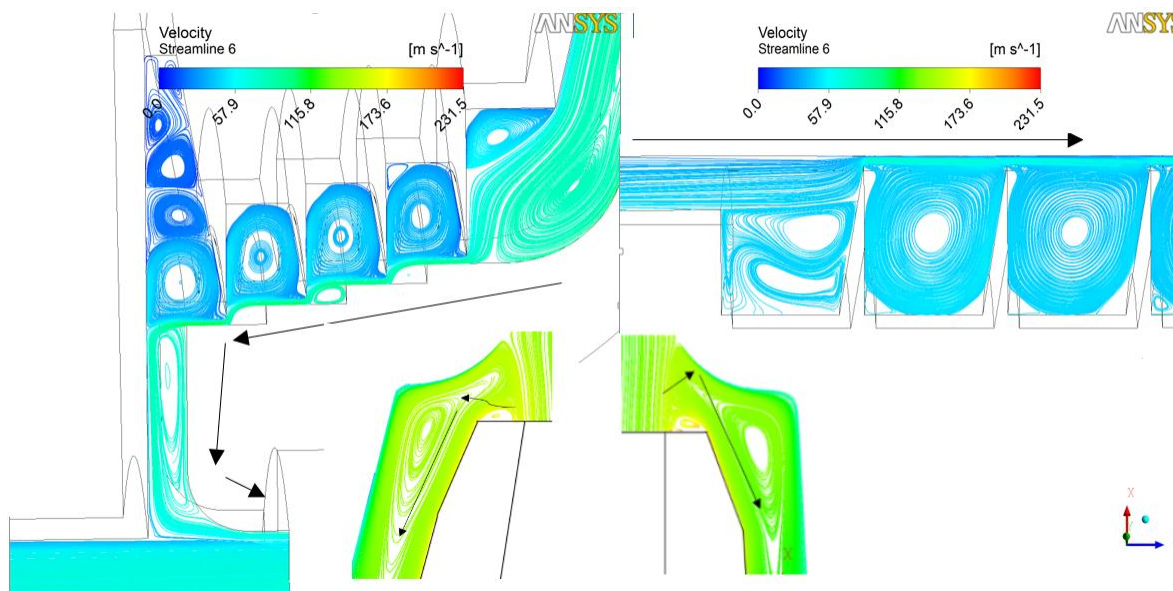 ANSYS
Velocity
Streamline 6
[m s^-1]
0.0
57.9
115.8
173.6
231.5
ANSYS
Velocity
Streamline 6
[m s^-1]
0.0
57.9
115.8
173.6
231.5
X
X